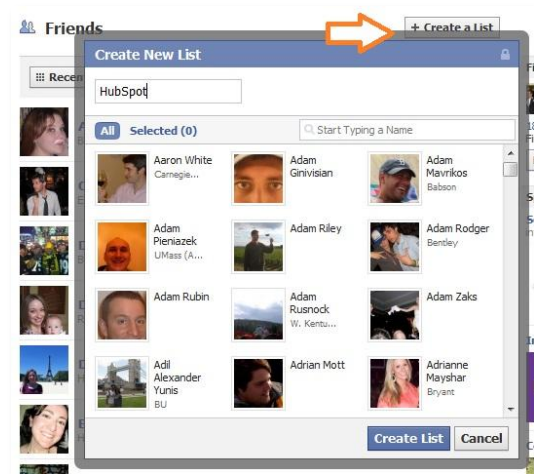 Friends
+ Create a List
Create New List
Recen
HubSpot
All Selected (0)
Start Typing a Name
Aaron White
Carnegie...
Adam
Ginivisian
Adam
Mavrikos
Babson
Adam
Pieniazek
UMass (A...
Adam Riley
Adam Rodger
Bentley
Adam Rubin
Adam
Rusnock
W. Kentu...
Adam Zaks
Adil
Alexander
Yunis
BU
Adrian Mott
Adrianne
Mayshar
Bryant
Create List Cancel